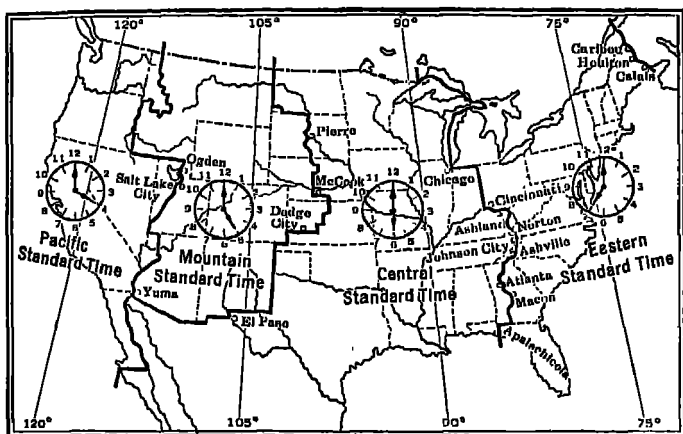 120° 105° 90° 75°
Caribou
Houlton
Calais
Pierre
Ogden
Salt Lake
City
McCook
Chicago
Dodge
City
Cincinnati
Ashland
Norton
Johnson City
Ashville
Pacific
Standard Time
Mountain
Standard Time
Central
Standard Time
Eastern
Standard Time
Atlanta
Macon
Yuma
El Paso
Apalachicola
120° 105° 90° 75°